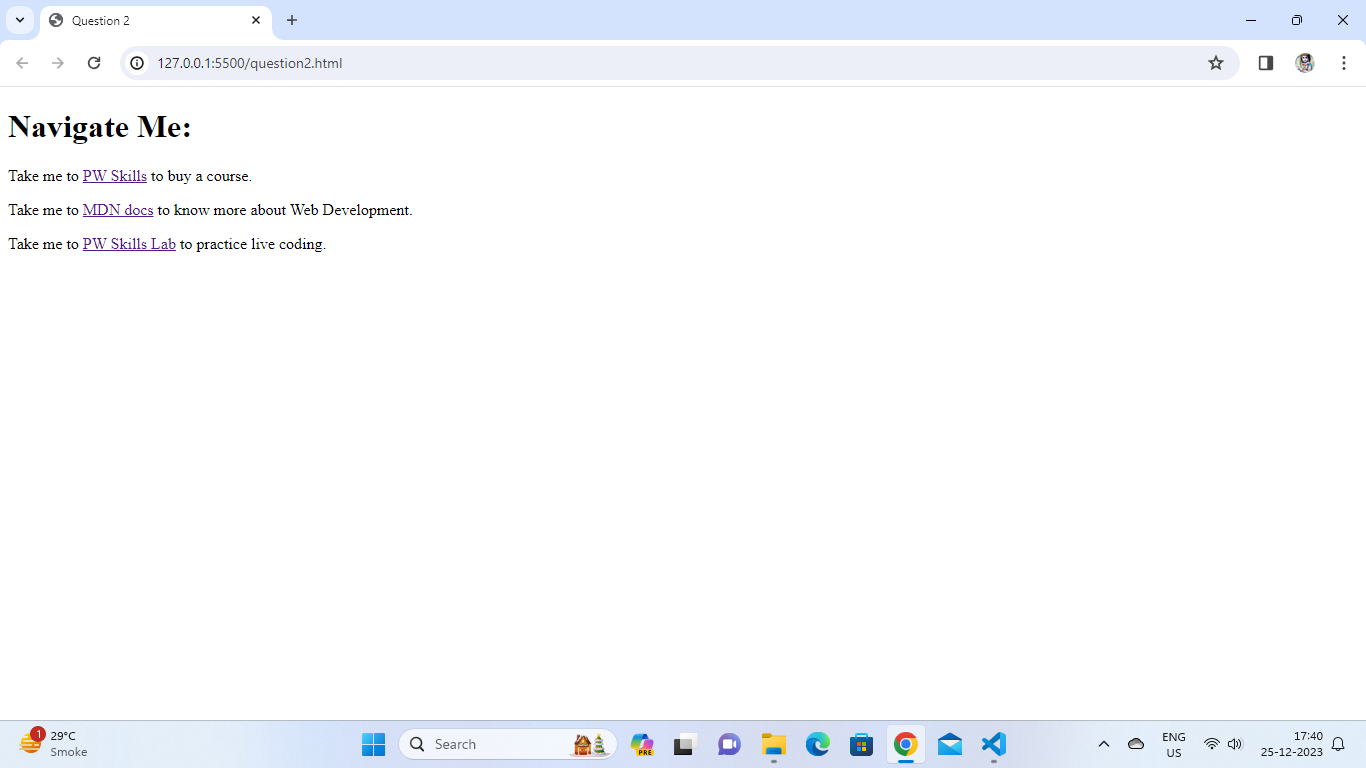 Question 2
127.0.0.1:5500/question2.html
Navigate Me:
Take me to PW Skills to buy a course.
Take me to MDN docs to know more about Web Development.
Take me to PW Skills Lab to practice live coding.
1
29°C
Smoke
Search
PRE
ENG
US
17:40
25-12-2023